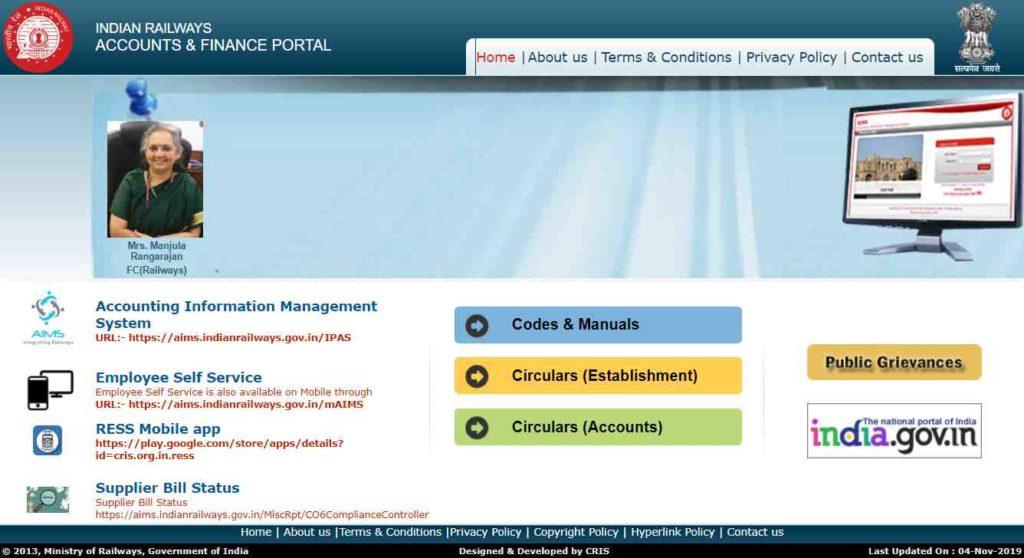 INDIAN RAILWAYS
ACCOUNTS & FINANCE PORTAL
Home | About us | Terms & Conditions | Privacy Policy | Contact us
सत्यमेव जयते
Mrs. Manjula
Rangarajan
FC(Railways)
AIMS
Integrating Railways
Accounting Information Management
System
URL:- https://aims.indianrailways.gov.in/IPAS
Employee Self Service
Employee Self Service is also available on Mobile through
URL:- https://aims.indianrailways.gov.in/mAIMS
RESS Mobile app
https://play.google.com/store/apps/details?
id=cris.org.in.ress
Supplier Bill Status
Supplier Bill Status
https://aims.indianrailways.gov.in/MiscRpt/CO6ComplianceController
Codes & Manuals
Circulars (Establishment)
Circulars (Accounts)
Public Grievances
The national portal of India
india.gov.in
Home | About us |Terms & Conditions |Privacy Policy | Copyright Policy | Hyperlink Policy | Contact us
© 2013, Ministry of Railways, Government of India
Designed & Developed by CRIS
Last Updated On : 04-Nov-2019